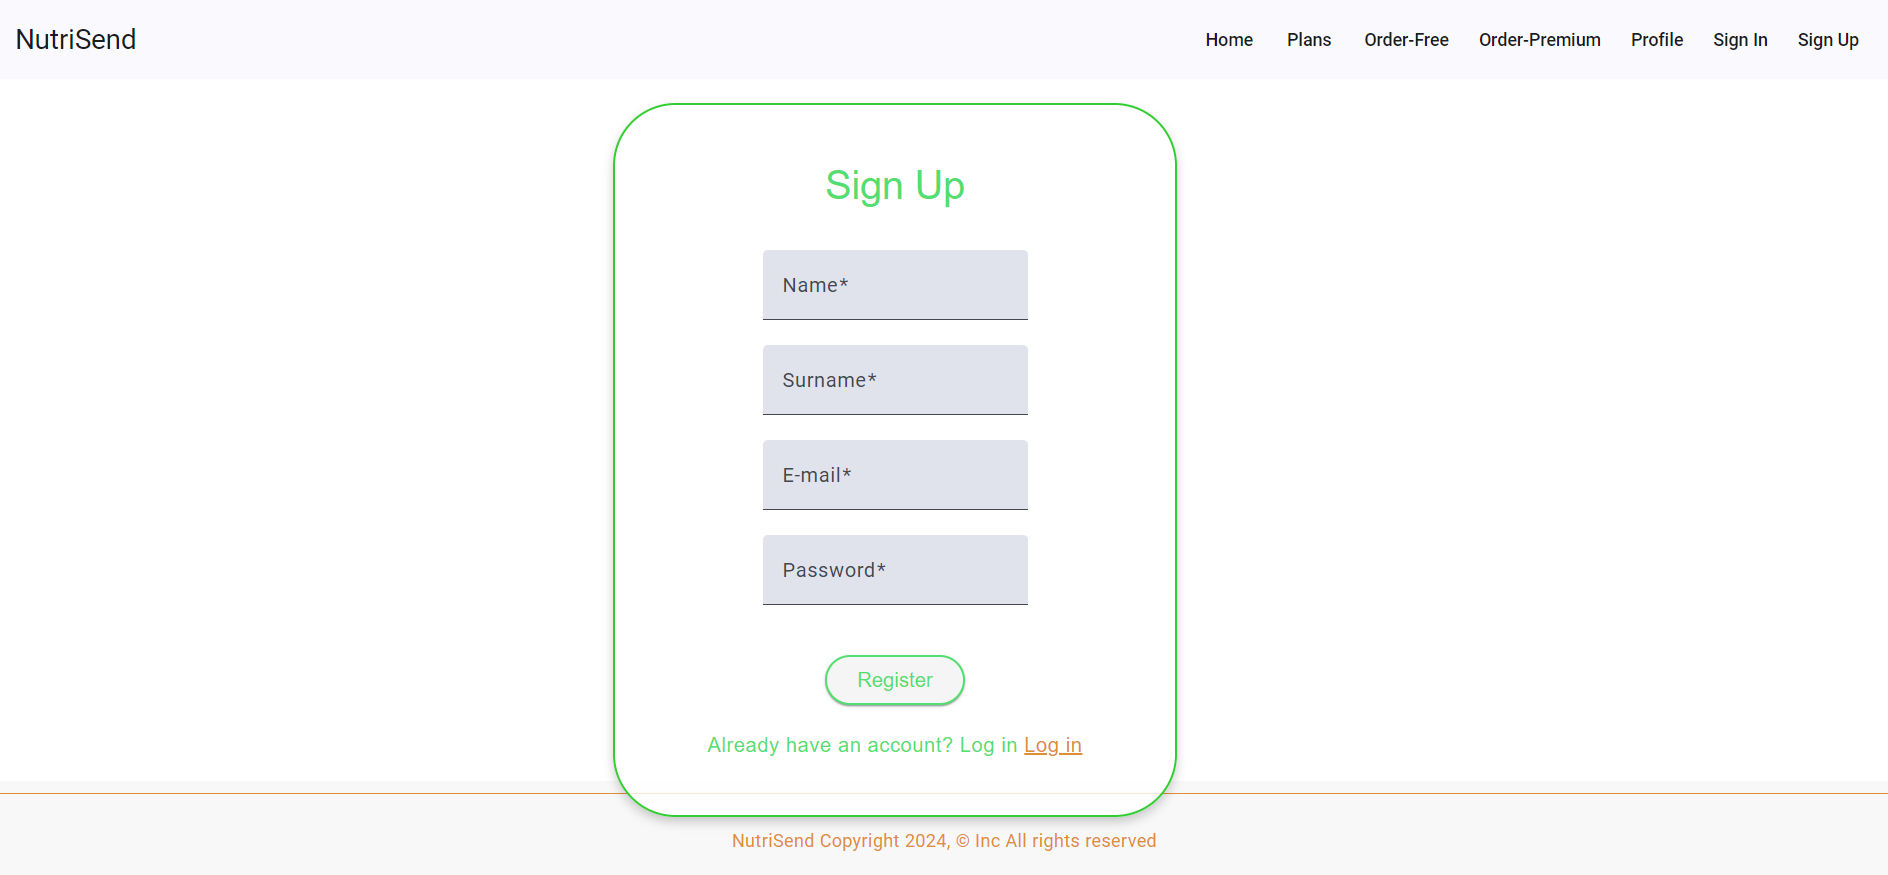 NutriSend
Home Plans Order-Free Order-Premium Profile Sign In Sign Up
Sign Up
Name*
Surname*
E-mail*
Password*
Register
Already have an account? Log in Log in
NutriSend Copyright 2024, © Inc All rights reserved